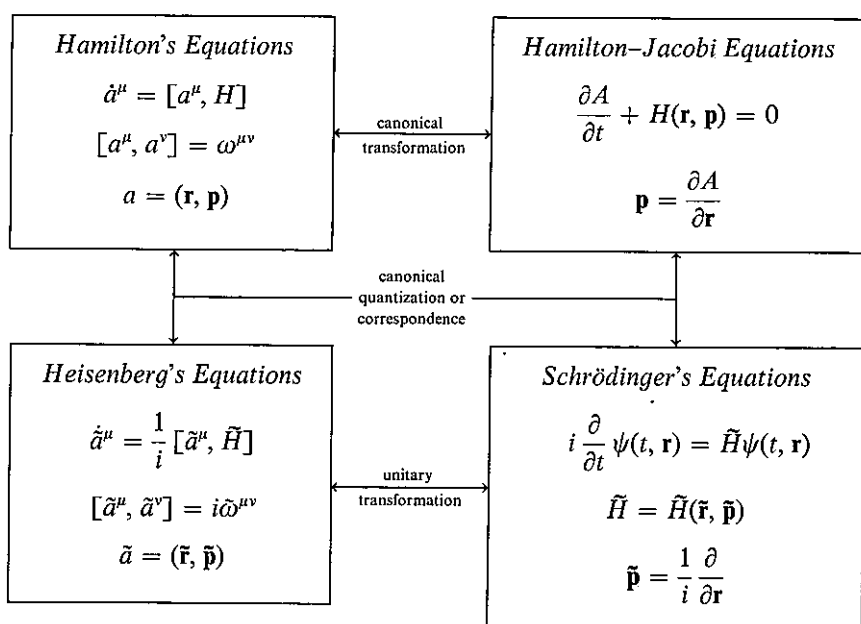 Hamilton's Equations
ȧ^μ = [a^μ, H]
[a^μ, a^ν] = ω^μν
a = (r, p)
canonical
transformation
Hamilton–Jacobi Equations
∂A/∂t + H(r, p) = 0
p = ∂A/∂r
canonical
quantization or
correspondence
Heisenberg's Equations
ã̇^μ = 1/i [ã^μ, H̃]
[ã^μ, ã^ν] = iω̃^μν
ã = (r̃, p̃)
unitary
transformation
Schrödinger's Equations
i ∂/∂t ψ(t, r) = H̃ψ(t, r)
H̃ = H̃(r̃, p̃)
p̃ = 1/i ∂/∂r